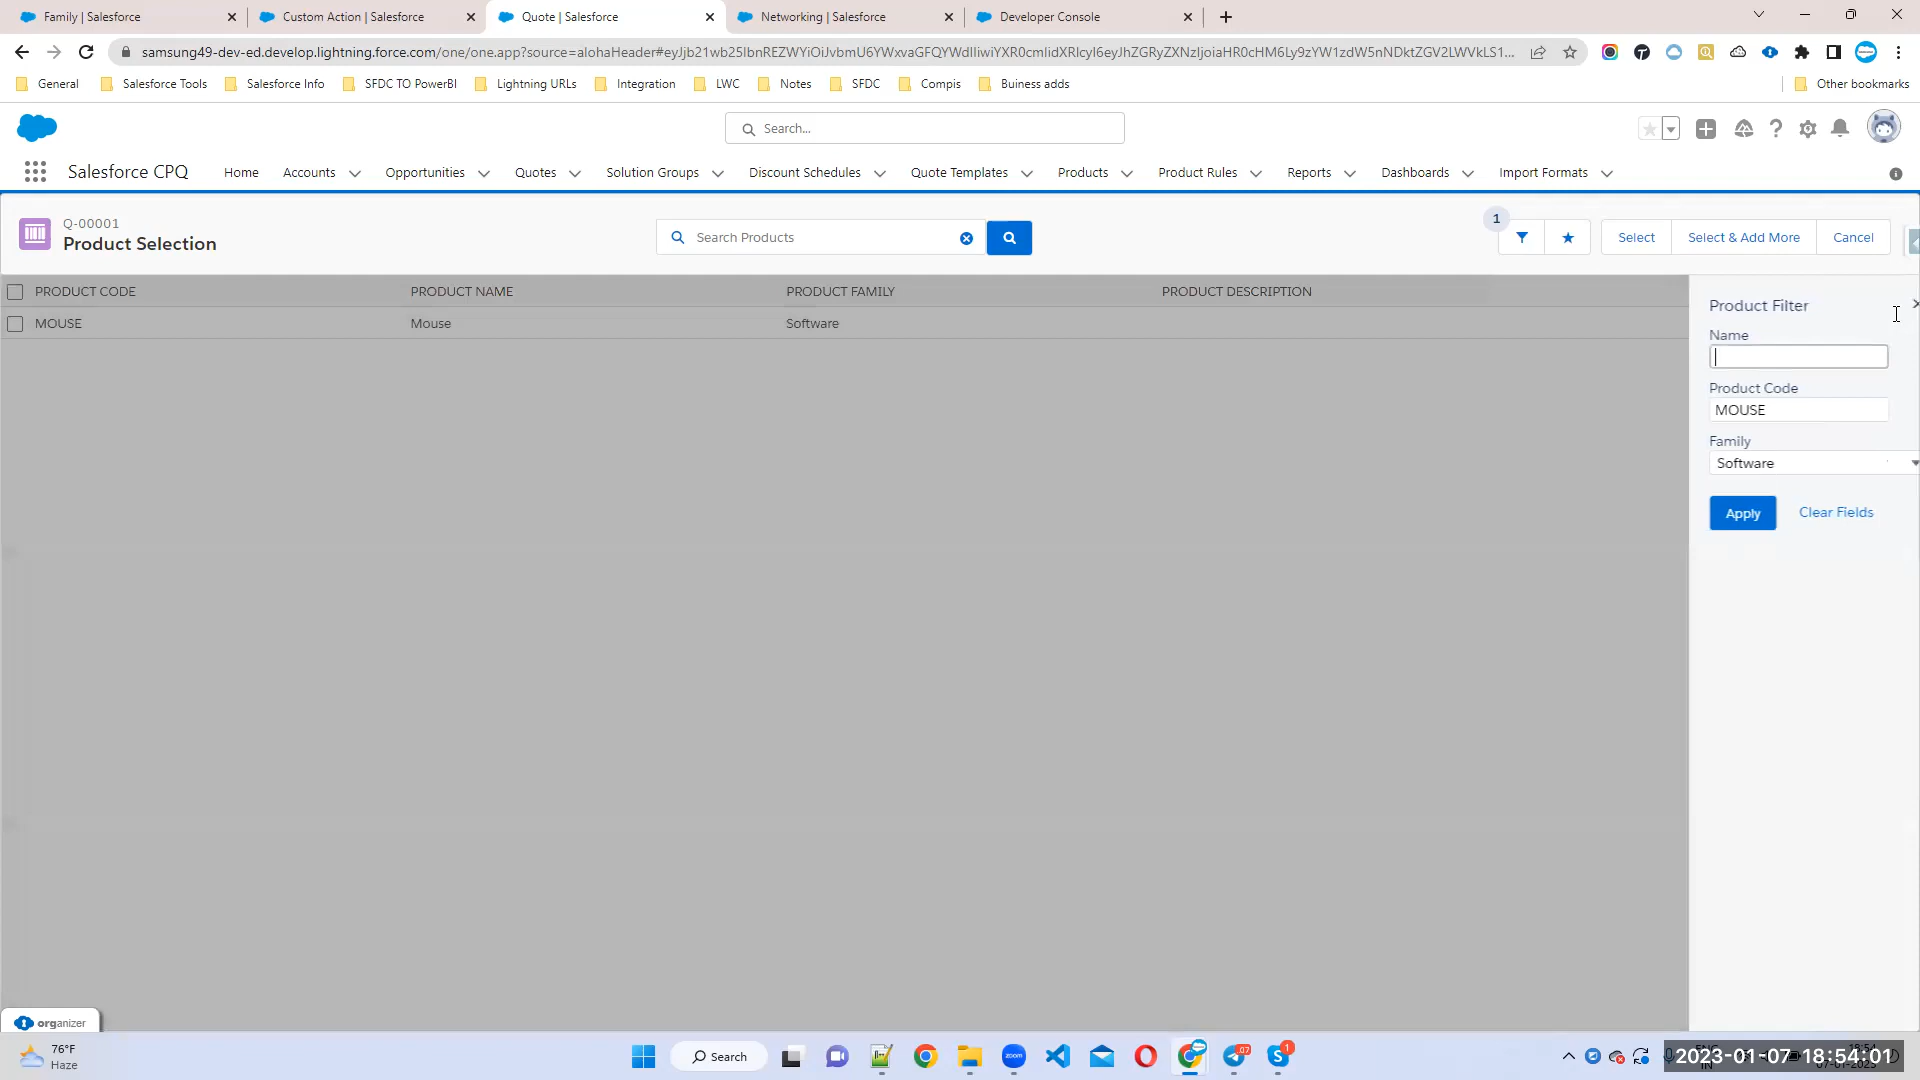 Family | Salesforce
Custom Action | Salesforce
Quote | Salesforce
Networking | Salesforce
Developer Console
samsung49-dev-ed.develop.lightning.force.com/one/one.app?source=alohaHeader#eyJjb21wb25lbnREZWYiOiJvbmU6YWxvaGFQYWdlIiwiYXR0cmlidXRlcyI6eyJhZGRyZXNzIjoiaHR0cHM6Ly9zYW1zdW5nNDktZGV2LWVkLS1...
General
Salesforce Tools
Salesforce Info
SFDC TO PowerBI
Lightning URLs
Integration
LWC
Notes
SFDC
Compis
Buiness adds
Other bookmarks
Search...
Salesforce CPQ
Home
Accounts
Opportunities
Quotes
Solution Groups
Discount Schedules
Quote Templates
Products
Product Rules
Reports
Dashboards
Import Formats
Q-00001
Product Selection
Search Products
1
Select
Select & Add More
Cancel
PRODUCT CODE
PRODUCT NAME
PRODUCT FAMILY
PRODUCT DESCRIPTION
MOUSE
Mouse
Software
Product Filter
Name
Product Code
MOUSE
Family
Software
Apply
Clear Fields
organizer
76°F
Haze
Search
zoom
07
1
2023-01-07-18:54:01